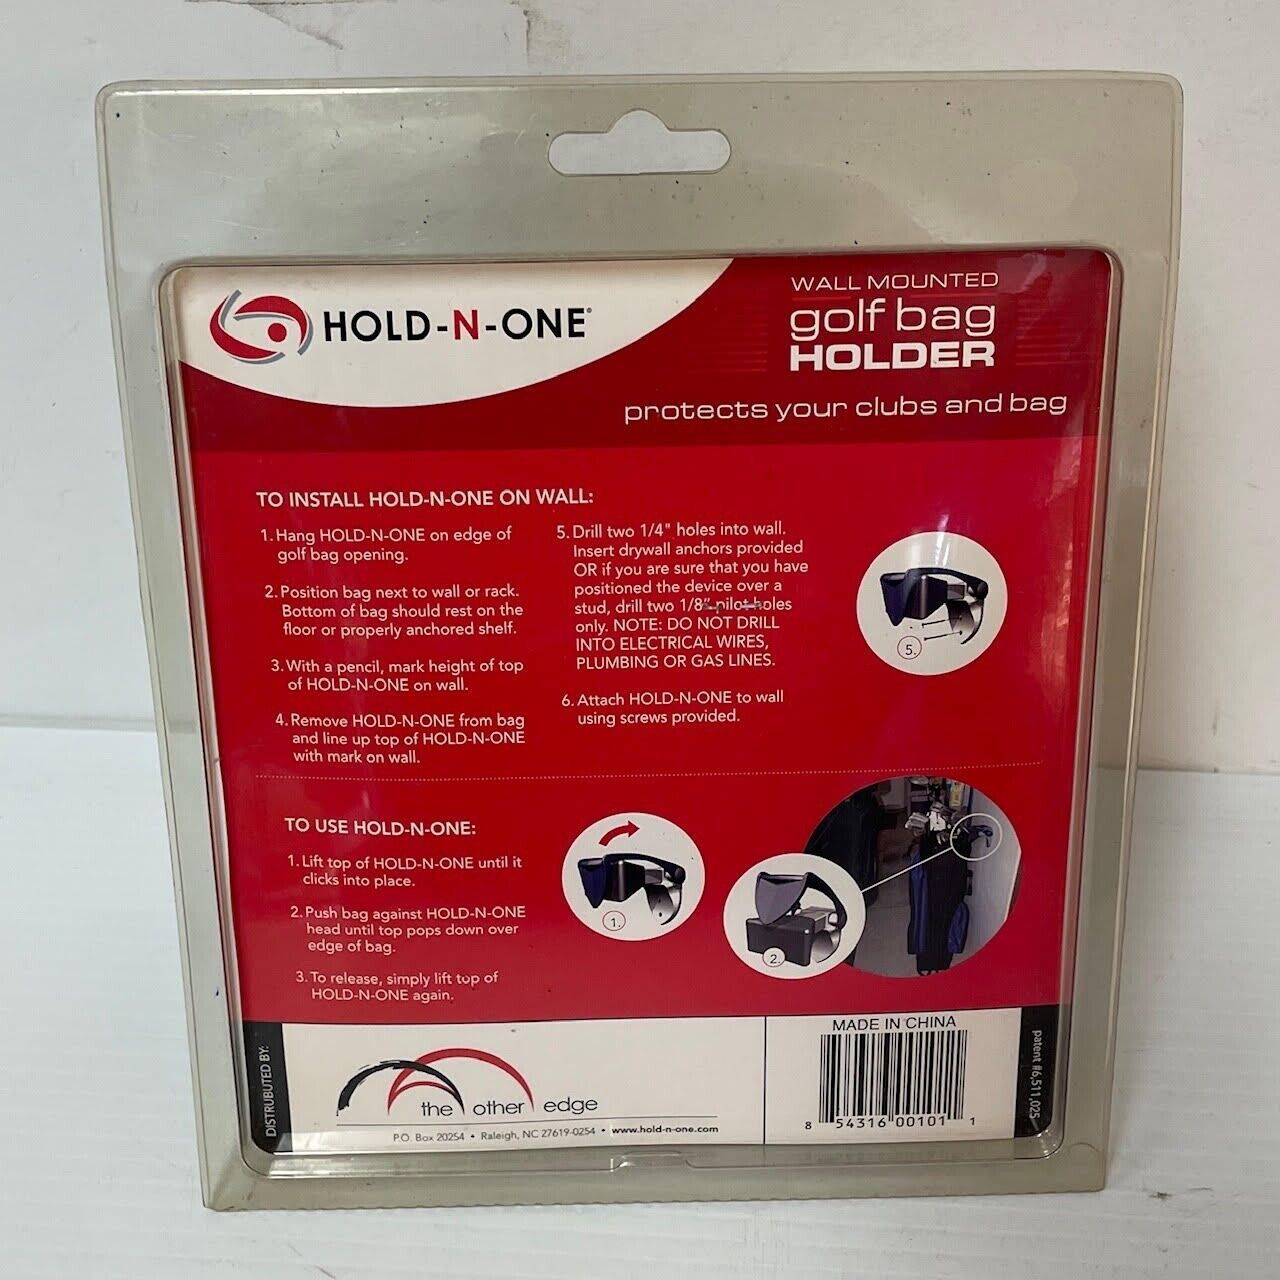 HOLD-N-ONE®
WALL MOUNTED
golf bag
HOLDER
protects your clubs and bag
TO INSTALL HOLD-N-ONE ON WALL:
1. Hang HOLD-N-ONE on edge of
golf bag opening.
2. Position bag next to wall or rack.
Bottom of bag should rest on the
floor or properly anchored shelf.
3. With a pencil, mark height of top
of HOLD-N-ONE on wall.
4. Remove HOLD-N-ONE from bag
and line up top of HOLD-N-ONE
with mark on wall.
5. Drill two 1/4" holes into wall.
Insert drywall anchors provided
OR if you are sure that you have
positioned the device over a
stud, drill two 1/8" pilot holes
only. NOTE: DO NOT DRILL
INTO ELECTRICAL WIRES,
PLUMBING OR GAS LINES.
6. Attach HOLD-N-ONE to wall
using screws provided.
5.
TO USE HOLD-N-ONE:
1. Lift top of HOLD-N-ONE until it
clicks into place.
2. Push bag against HOLD-N-ONE
head until top pops down over
edge of bag.
3. To release, simply lift top of
HOLD-N-ONE again.
1.
2.
DISTRUBUTED BY:
the other edge
P.O. Box 20254 • Raleigh, NC 27619-0254 • www.hold-n-one.com
MADE IN CHINA
8 54316 00101 1
patent #6,511,025